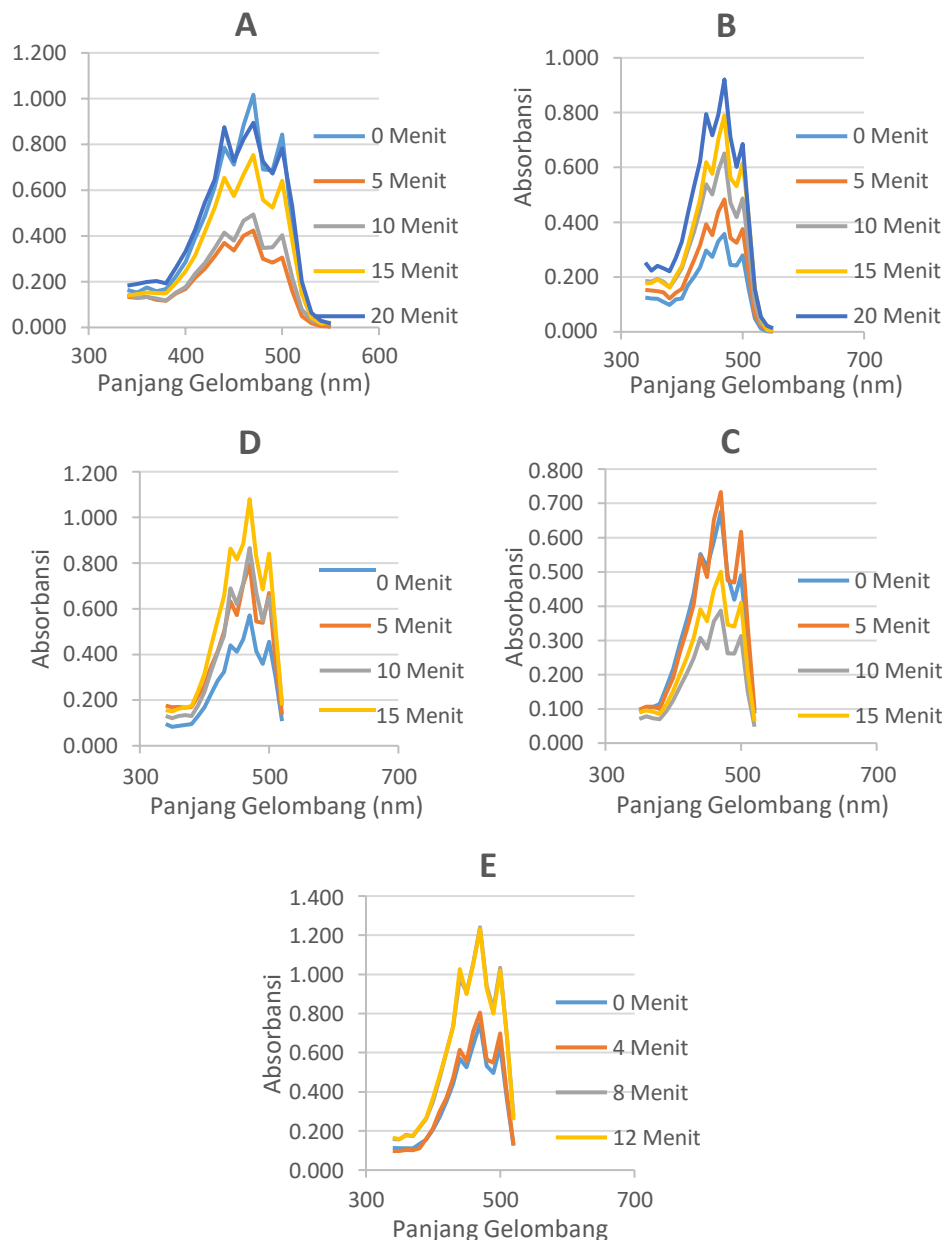 A
1.200
1.000
0.800
0.600
0.400
0.200
0.000
300 400 500 600
Panjang Gelombang (nm)
0 Menit
5 Menit
10 Menit
15 Menit
20 Menit
B
Absorbansi
1.000
0.800
0.600
0.400
0.200
0.000
300 500 700
Panjang Gelombang (nm)
0 Menit
5 Menit
10 Menit
15 Menit
20 Menit
D
Absorbansi
1.200
1.000
0.800
0.600
0.400
0.200
0.000
300 500 700
Panjang Gelombang (nm)
0 Menit
5 Menit
10 Menit
15 Menit
C
Absorbansi
0.800
0.700
0.600
0.500
0.400
0.300
0.200
0.100
0.000
300 500 700
Panjang Gelombang (nm)
0 Menit
5 Menit
10 Menit
15 Menit
E
Absorbansi
1.400
1.200
1.000
0.800
0.600
0.400
0.200
0.000
300 500 700
Panjang Gelombang
0 Menit
4 Menit
8 Menit
12 Menit